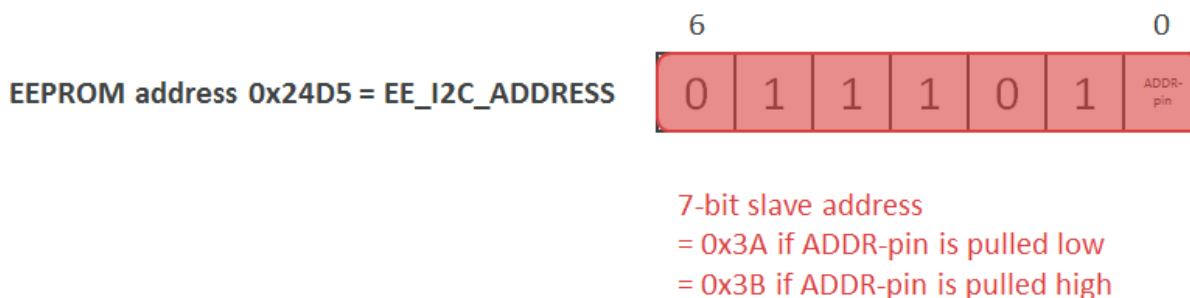 6 0
EEPROM address 0x24D5 = EE_I2C_ADDRESS
0 1 1 1 0 1 ADDR-
pin
7-bit slave address
= 0x3A if ADDR-pin is pulled low
= 0x3B if ADDR-pin is pulled high